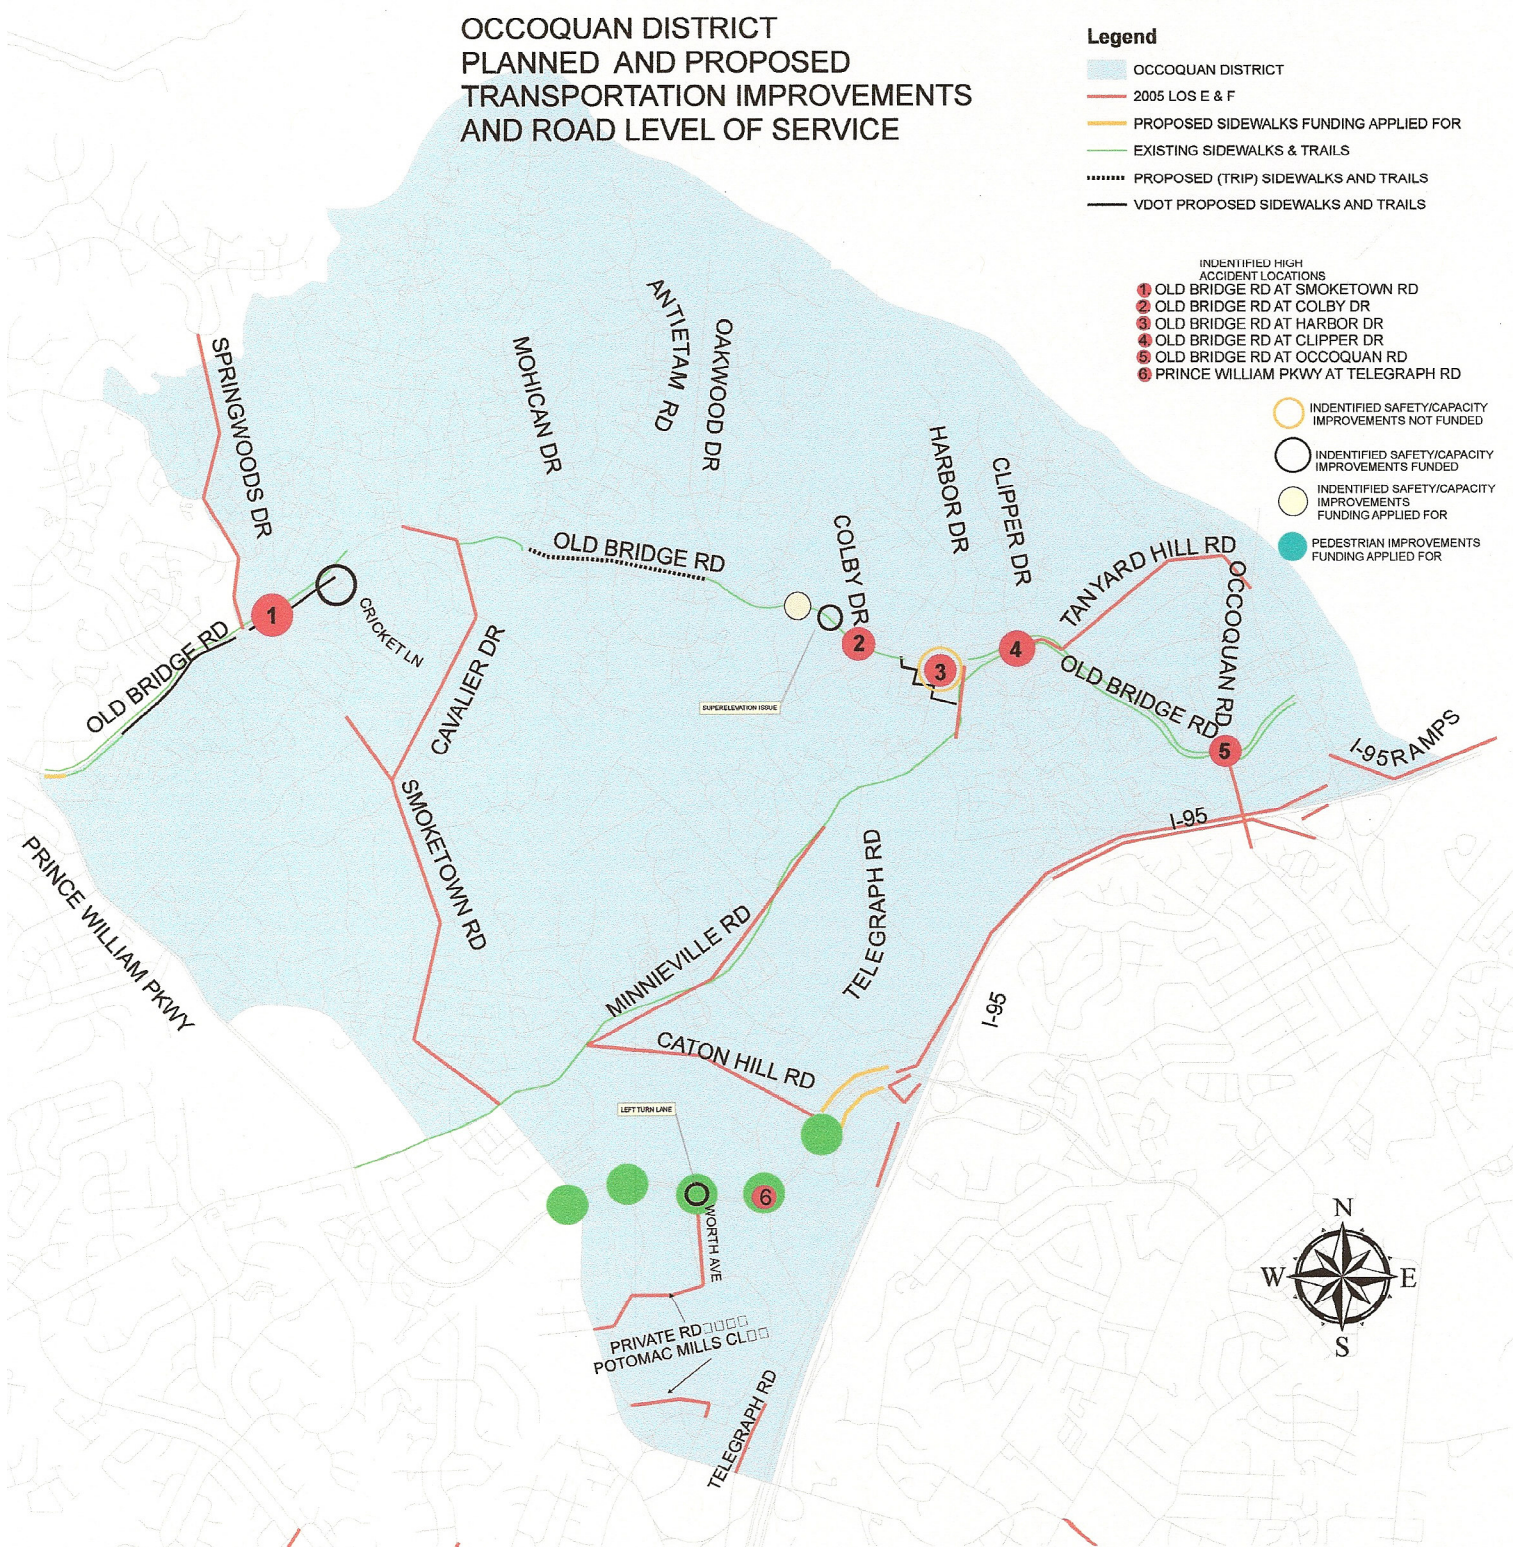 OCCOQUAN DISTRICT
PLANNED AND PROPOSED
TRANSPORTATION IMPROVEMENTS
AND ROAD LEVEL OF SERVICE
Legend
OCCOQUAN DISTRICT
2005 LOS E & F
PROPOSED SIDEWALKS FUNDING APPLIED FOR
EXISTING SIDEWALKS & TRAILS
PROPOSED (TRIP) SIDEWALKS AND TRAILS
VDOT PROPOSED SIDEWALKS AND TRAILS
INDENTIFIED HIGH
ACCIDENT LOCATIONS
1 OLD BRIDGE RD AT SMOKETOWN RD
2 OLD BRIDGE RD AT COLBY DR
3 OLD BRIDGE RD AT HARBOR DR
4 OLD BRIDGE RD AT CLIPPER DR
5 OLD BRIDGE RD AT OCCOQUAN RD
6 PRINCE WILLIAM PKWY AT TELEGRAPH RD
INDENTIFIED SAFETY/CAPACITY
IMPROVEMENTS NOT FUNDED
INDENTIFIED SAFETY/CAPACITY
IMPROVEMENTS FUNDED
INDENTIFIED SAFETY/CAPACITY
IMPROVEMENTS
FUNDING APPLIED FOR
PEDESTRIAN IMPROVEMENTS
FUNDING APPLIED FOR
SPRINGWOODS DR
MOHICAN DR
ANTIETAM RD
OAKWOOD DR
HARBOR DR
CLIPPER DR
COLBY DR
OLD BRIDGE RD
TANYARD HILL RD
OCCOQUAN RD
1
CRICKET LN
OLD BRIDGE RD
CAVALIER DR
2
3
4
OLD BRIDGE RD
5
SUPERELEVATION ISSUE
I-95 RAMPS
I-95
SMOKETOWN RD
PRINCE WILLIAM PKWY
TELEGRAPH RD
MINNIEVILLE RD
I-95
CATON HILL RD
LEFT TURN LANE
6
WORTH AVE
PRIVATE RD
POTOMAC MILLS CL
TELEGRAPH RD
N
W
E
S